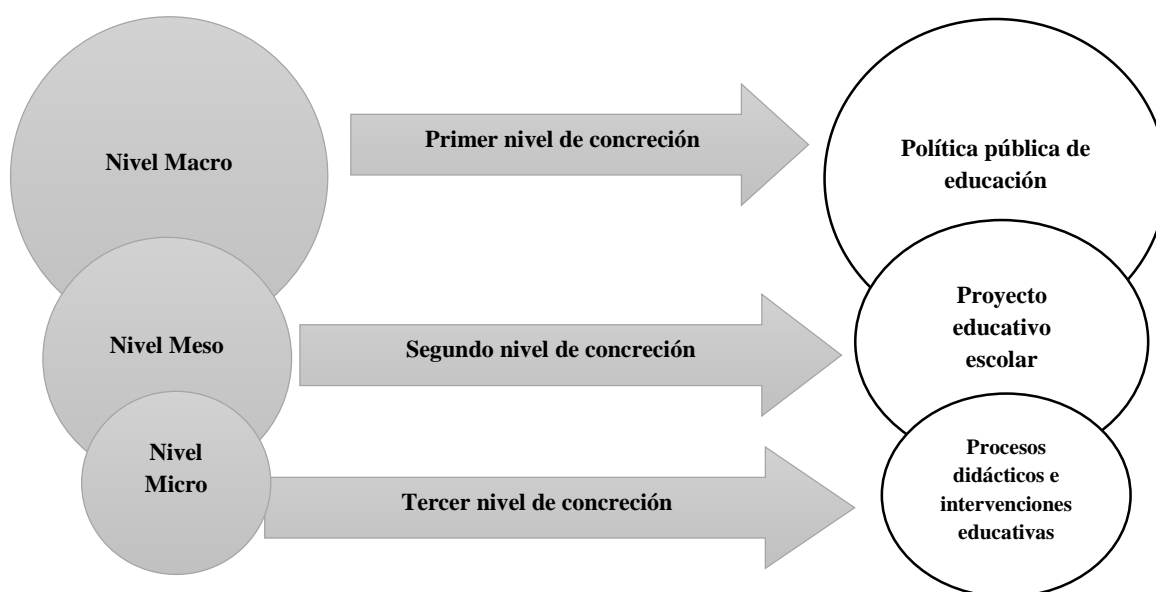 Nivel Macro
Primer nivel de concreción
Política pública de
educación
Nivel Meso
Segundo nivel de concreción
Proyecto
educativo
escolar
Nivel
Micro
Tercer nivel de concreción
Procesos
didácticos e
intervenciones
educativas